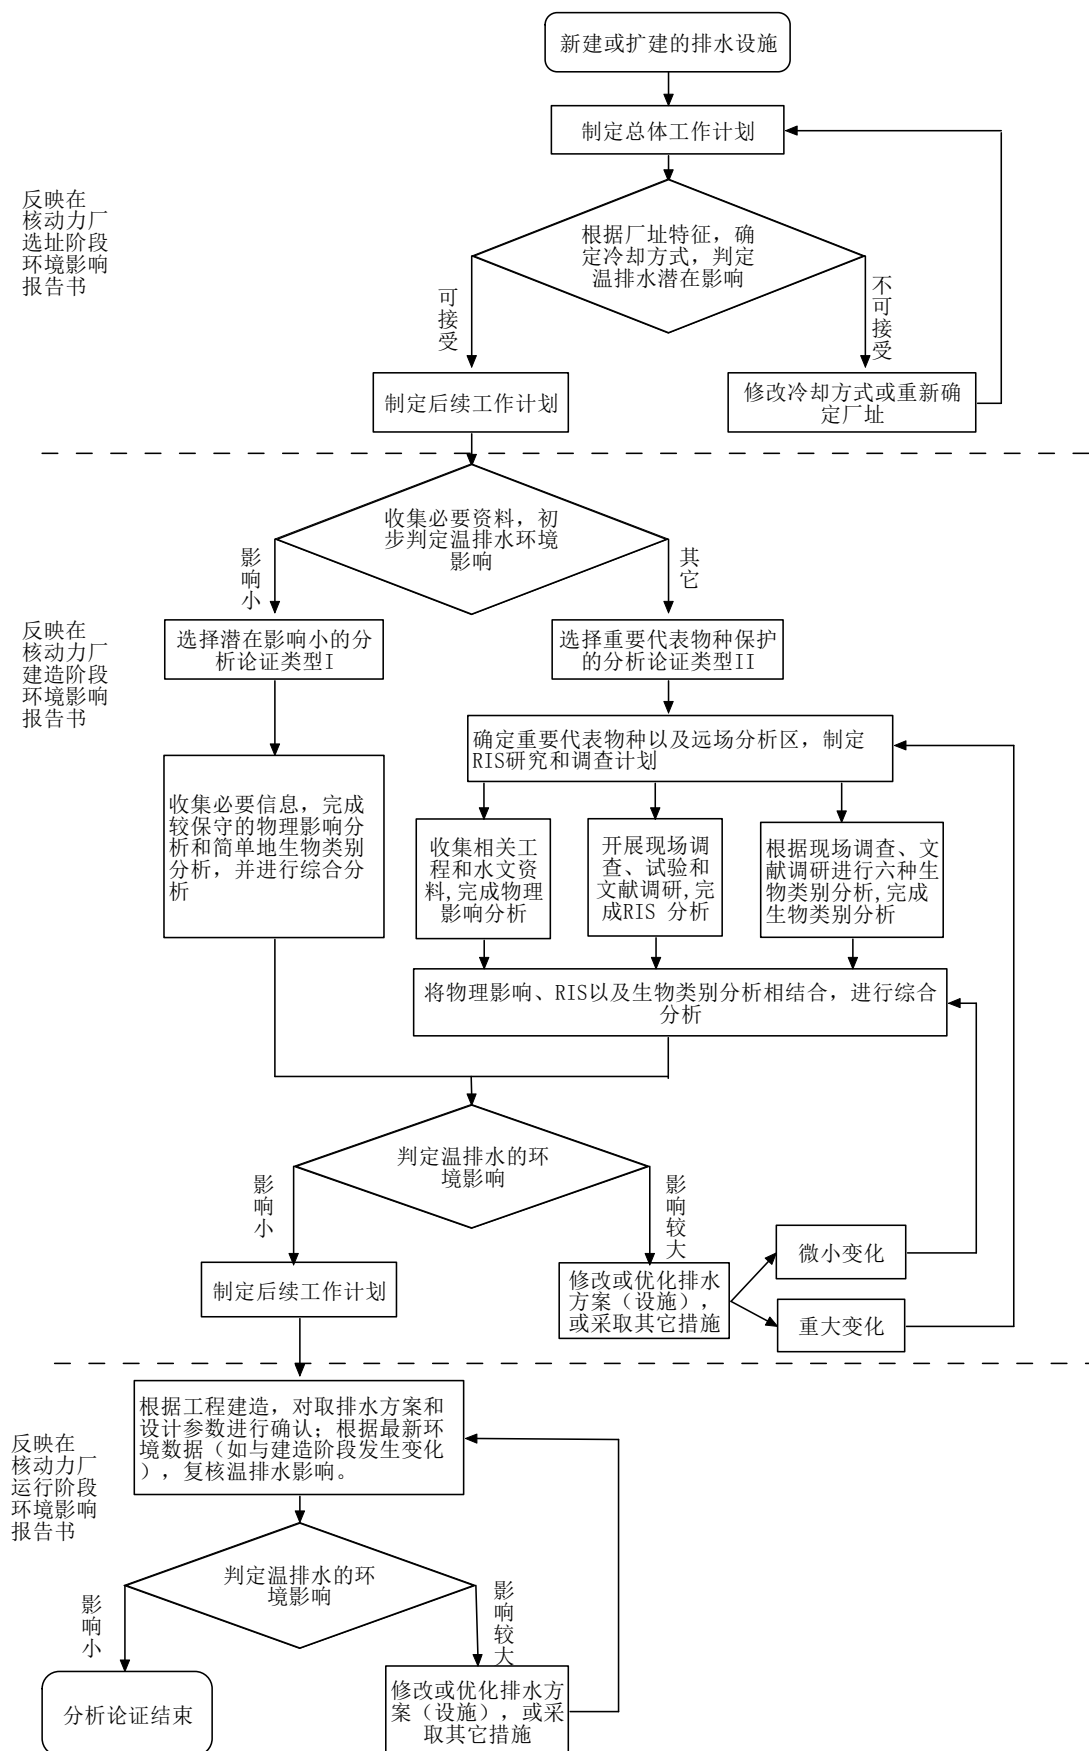 新建或扩建的排水设施
制定总体工作计划
反映在
核动力厂
选址阶段
环境影响
报告书
根据厂址特征，确
定冷却方式，判定
温排水潜在影响
可接受
不可接受
制定后续工作计划
修改冷却方式或重新确
定厂址
收集必要资料，初
步判定温排水环境
影响
影响小
其它
反映在
核动力厂
建造阶段
环境影响
报告书
选择潜在影响小的分
析论证类型I
选择重要代表物种保护
的分析论证类型II
确定重要代表物种以及远场分析区，制定
RIS研究和调查计划
收集必要信息，完成
较保守的物理影响分
析和简单地生物类别
分析，并进行综合分
析
收集相关工
程和水文资
料,完成物理
影响分析
开展现场调
查、试验和
文献调研,完
成RIS 分析
根据现场调查、文
献调研进行六种生
物类别分析,完成
生物类别分析
将物理影响、RIS以及生物类别分析相结合，进行综合
分析
判定温排水的环
境影响
影响小
影响较大
制定后续工作计划
修改或优化排水
方案（设施），
或采取其它措施
微小变化
重大变化
反映在
核动力厂
运行阶段
环境影响
报告书
根据工程建造，对取排水方案和
设计参数进行确认；根据最新环
境数据（如与建造阶段发生变化
），复核温排水影响。
判定温排水的环
境影响
影响小
影响较大
分析论证结束
修改或优化排水方
案（设施），或采
取其它措施